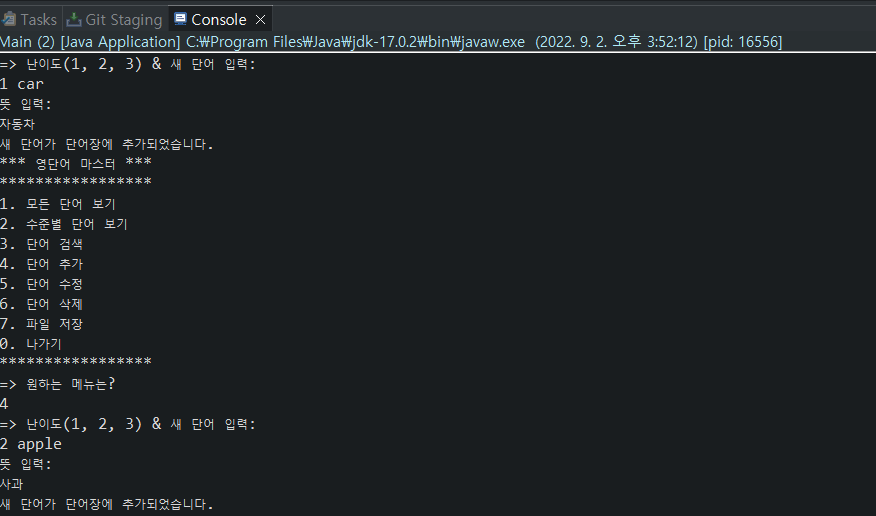 Tasks Git Staging Console
Main (2) [Java Application] C:₩Program Files₩Java₩jdk-17.0.2₩bin₩javaw.exe (2022. 9. 2. 오후 3:52:12) [pid: 16556]
=> 난이도(1, 2, 3) & 새 단어 입력:
1 car
뜻 입력:
자동차
새 단어가 단어장에 추가되었습니다.
*** 영단어 마스터 ***
*****************
1. 모든 단어 보기
2. 수준별 단어 보기
3. 단어 검색
4. 단어 추가
5. 단어 수정
6. 단어 삭제
7. 파일 저장
0. 나가기
*****************
=> 원하는 메뉴는?
4
=> 난이도(1, 2, 3) & 새 단어 입력:
2 apple
뜻 입력:
사과
새 단어가 단어장에 추가되었습니다.